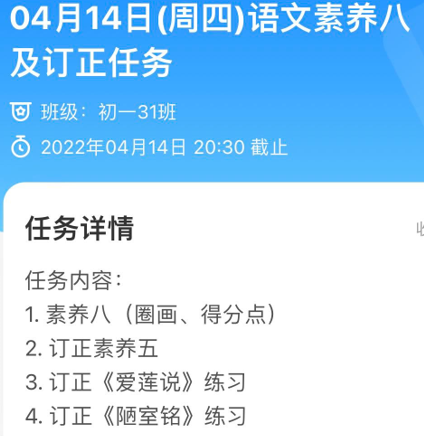 04月14日(周四)语文素养八
及订正任务
班级：初一31班
2022年04月14日 20:30 截止
任务详情
任务内容：
1. 素养八（圈画、得分点）
2. 订正素养五
3. 订正《爱莲说》练习
4. 订正《陋室铭》练习